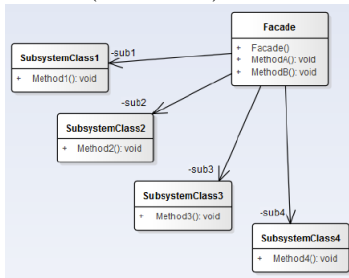 Facade
+ Facade()
+ MethodA(): void
+ MethodB(): void
SubsystemClass1
+ Method1(): void
-sub1
-sub2
SubsystemClass2
+ Method2(): void
-sub3
SubsystemClass3
+ Method3(): void
-sub4
SubsystemClass4
+ Method4(): void